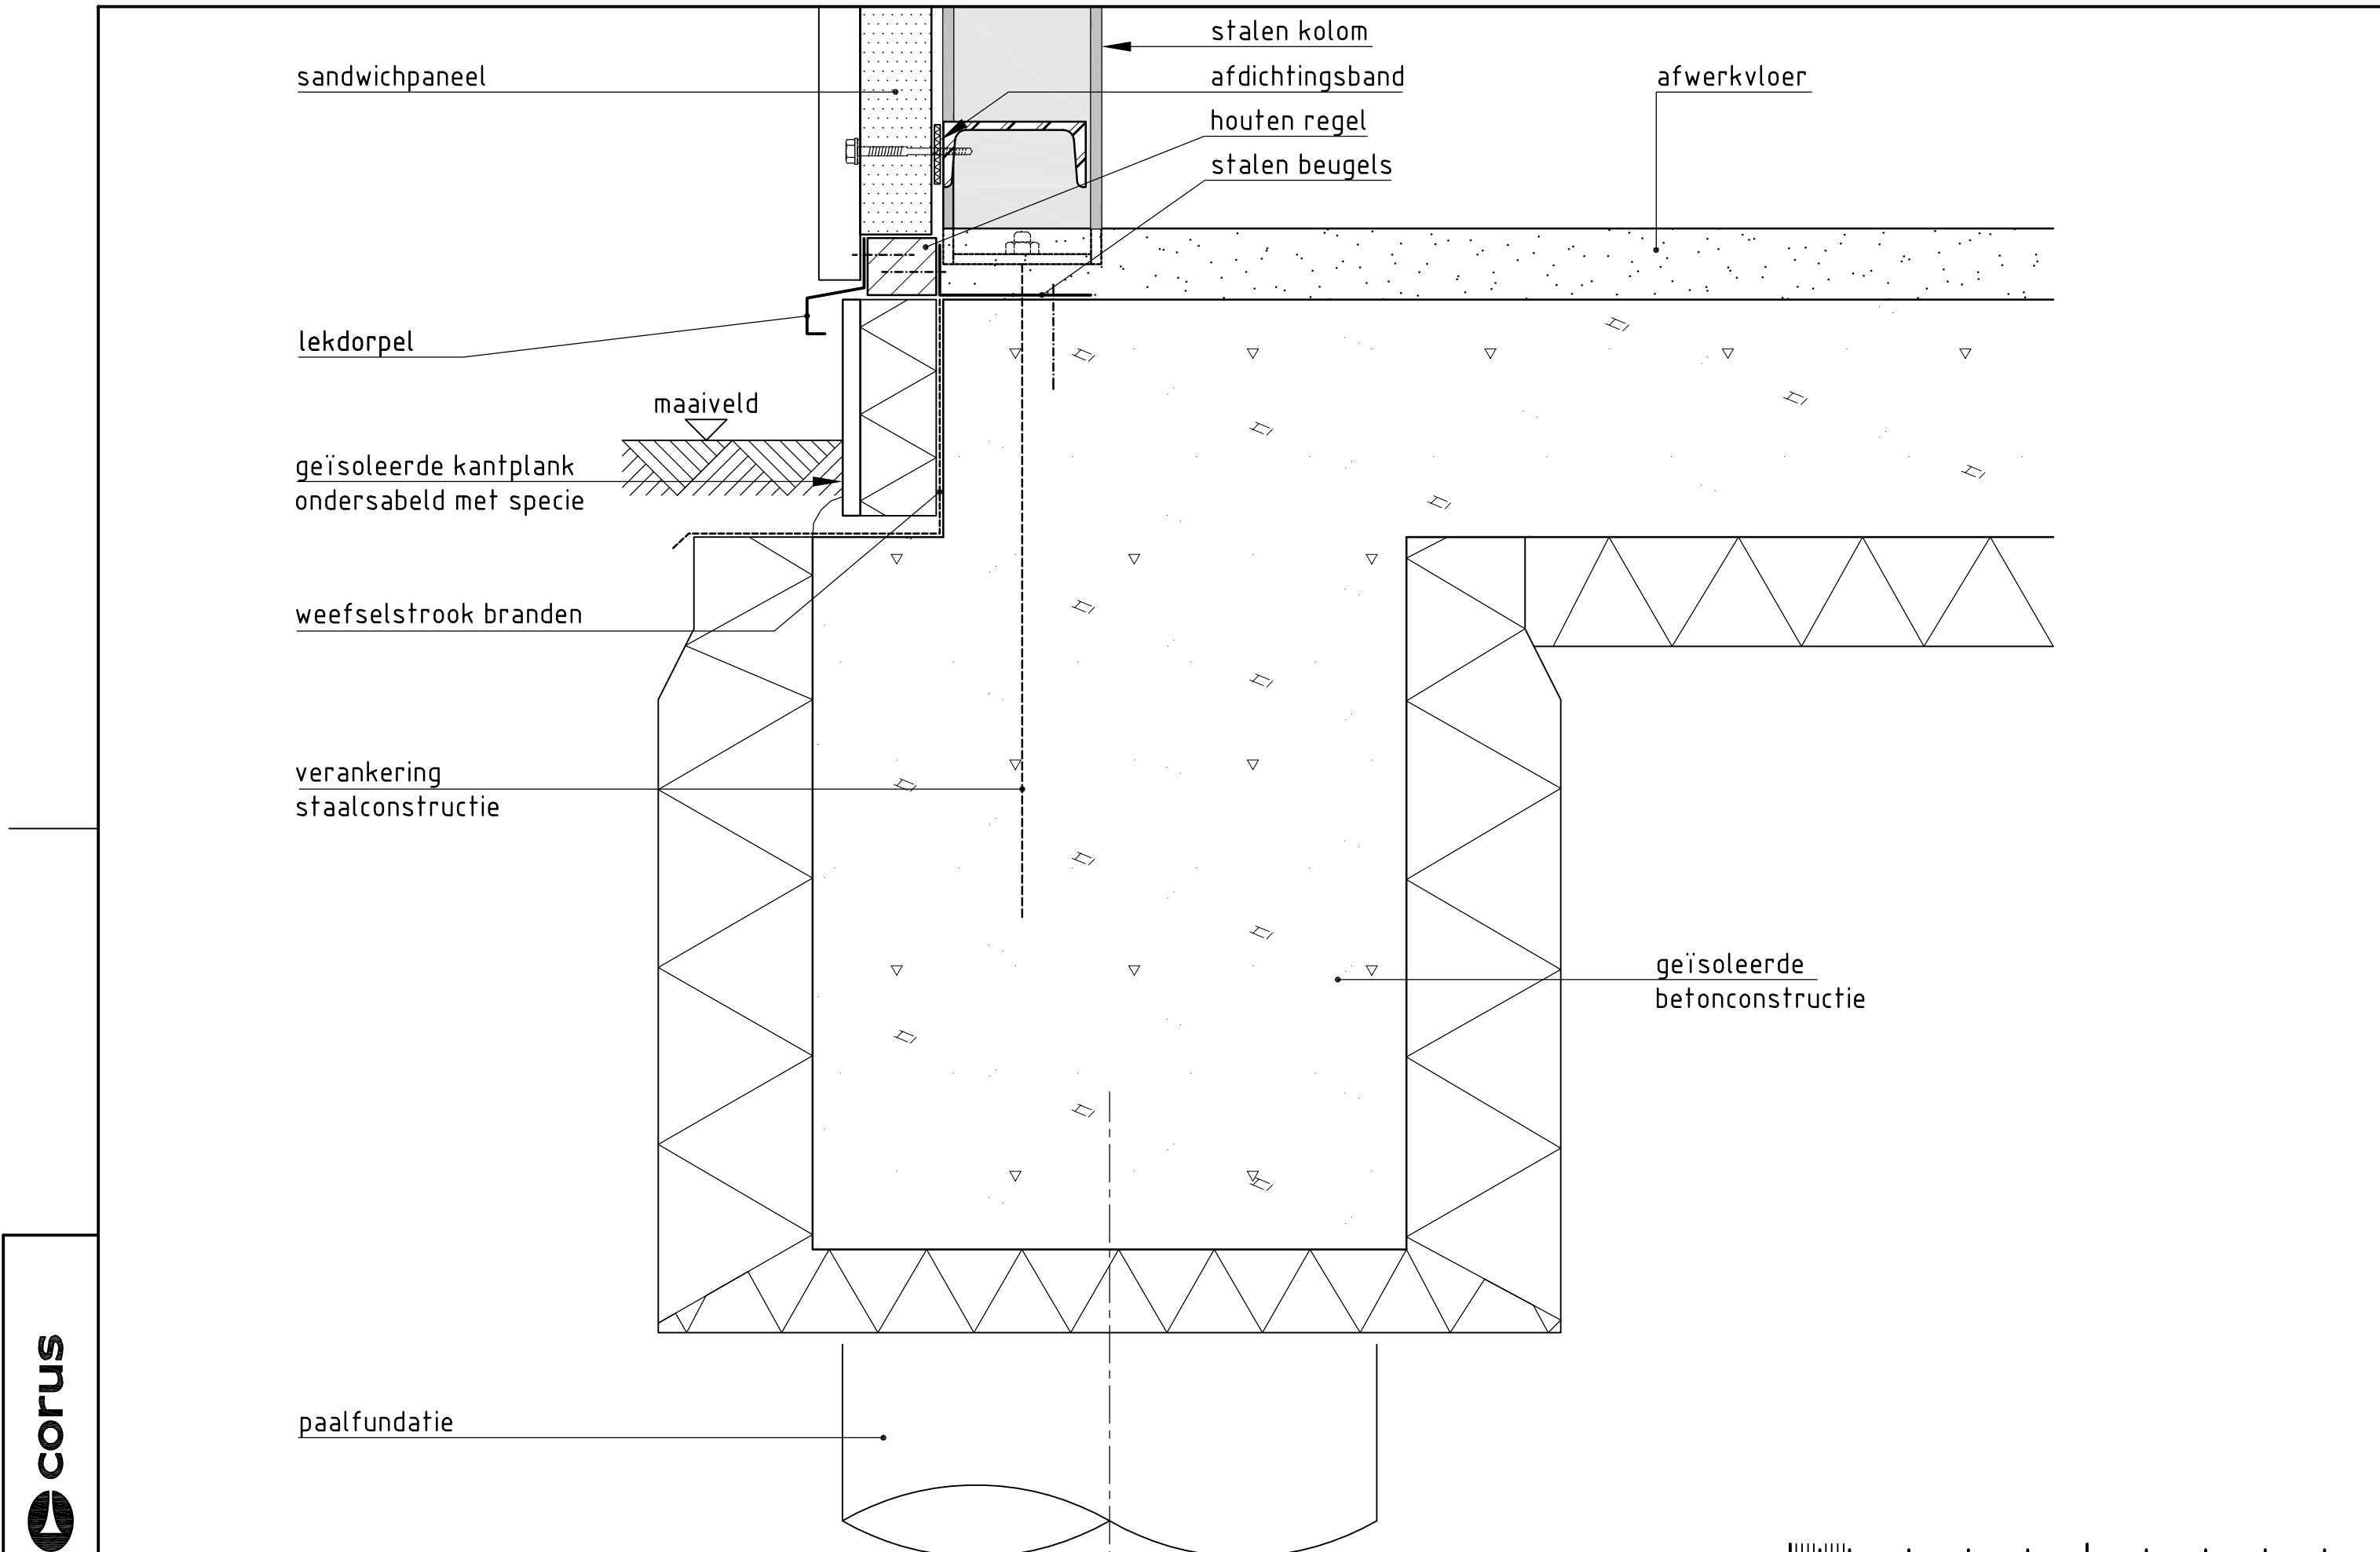 stalen kolom
sandwichpaneel
afdichtingsband
afwerkvloer
houten regel
stalen beugels
lekdorpel
maaiveld
geïsoleerde kantplank
ondersabeld met specie
weefselstrook branden
verankering
staalconstructie
geïsoleerde
betonconstructie
paalfundatie
corus